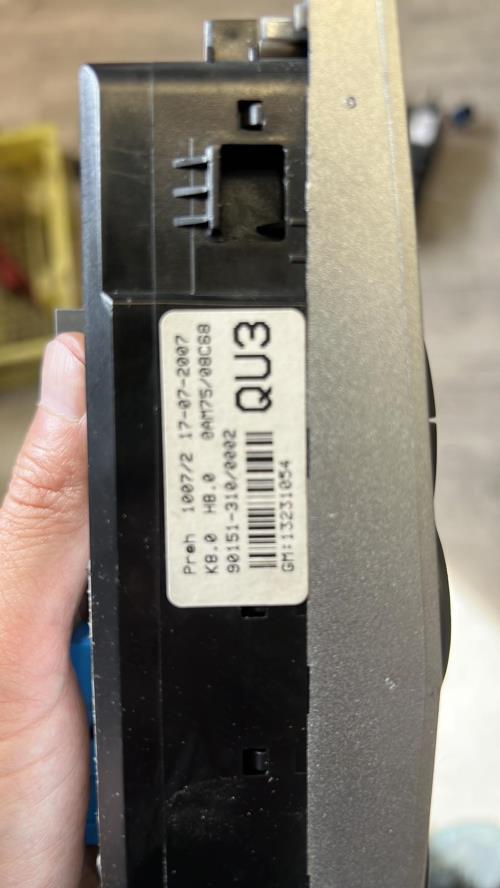 Preh 1007/2 17-07-2007
K8.0 H8.0 0AM75/08C68
90151-310/0002
QU3
GM:13231054